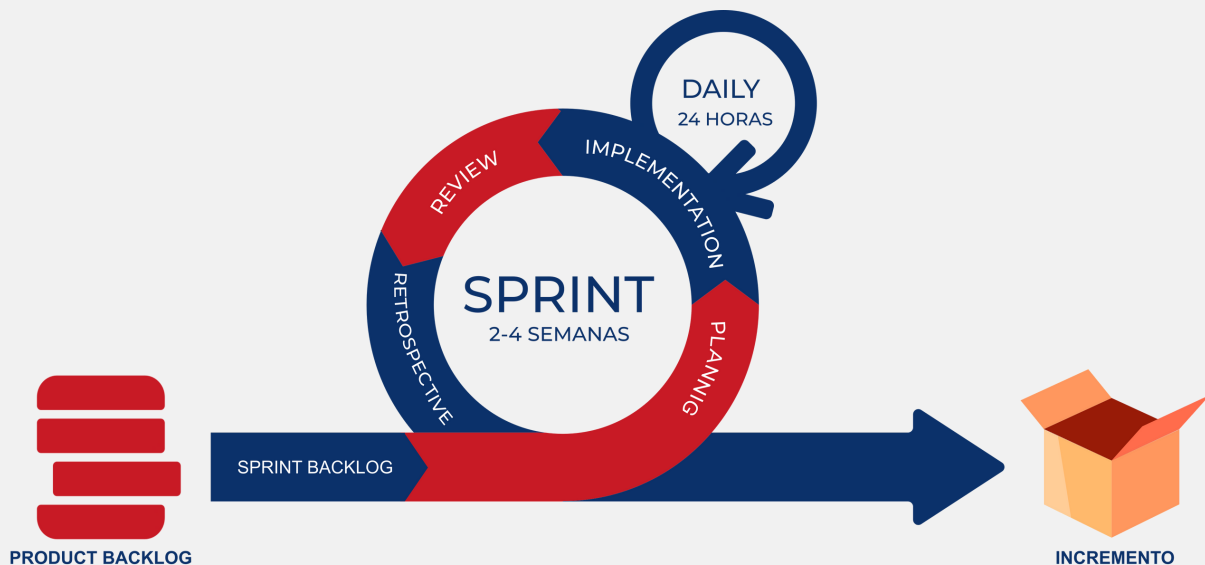 DAILY
24 HORAS
IMPLEMENTATION
REVIEW
SPRINT
2-4 SEMANAS
RETROSPECTIVE
PLANNIG
SPRINT BACKLOG
PRODUCT BACKLOG
INCREMENTO